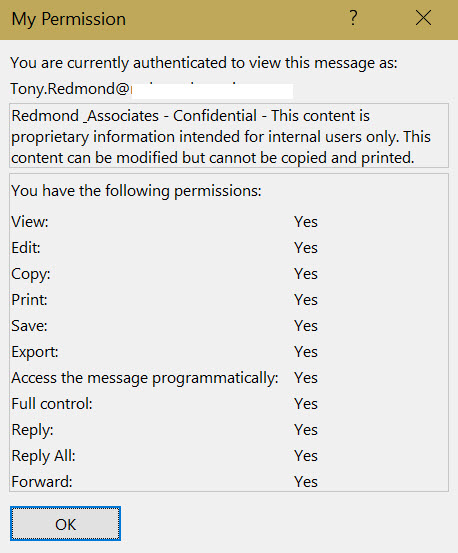 My Permission ? ×
You are currently authenticated to view this message as:
Tony.Redmond@
Redmond _Associates - Confidential - This content is
proprietary information intended for internal users only. This
content can be modified but cannot be copied and printed.
You have the following permissions:
View: Yes
Edit: Yes
Copy: Yes
Print: Yes
Save: Yes
Export: Yes
Access the message programmatically: Yes
Full control: Yes
Reply: Yes
Reply All: Yes
Forward: Yes
OK